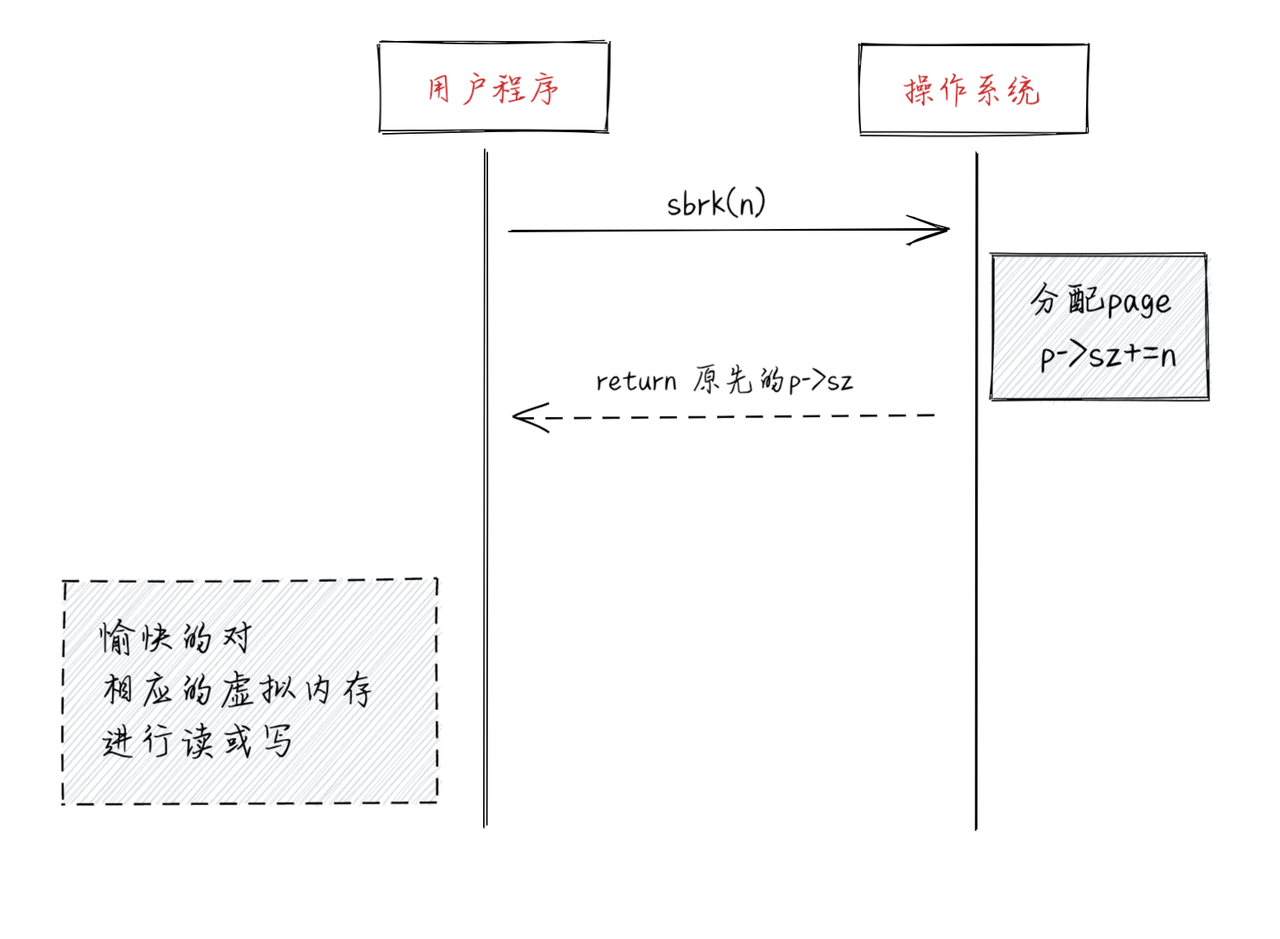 用户程序
操作系统
sbrk(n)
分配page
p->sz+=n
return 原先的p->sz
愉快的对
相应的虚拟内存
进行读或写